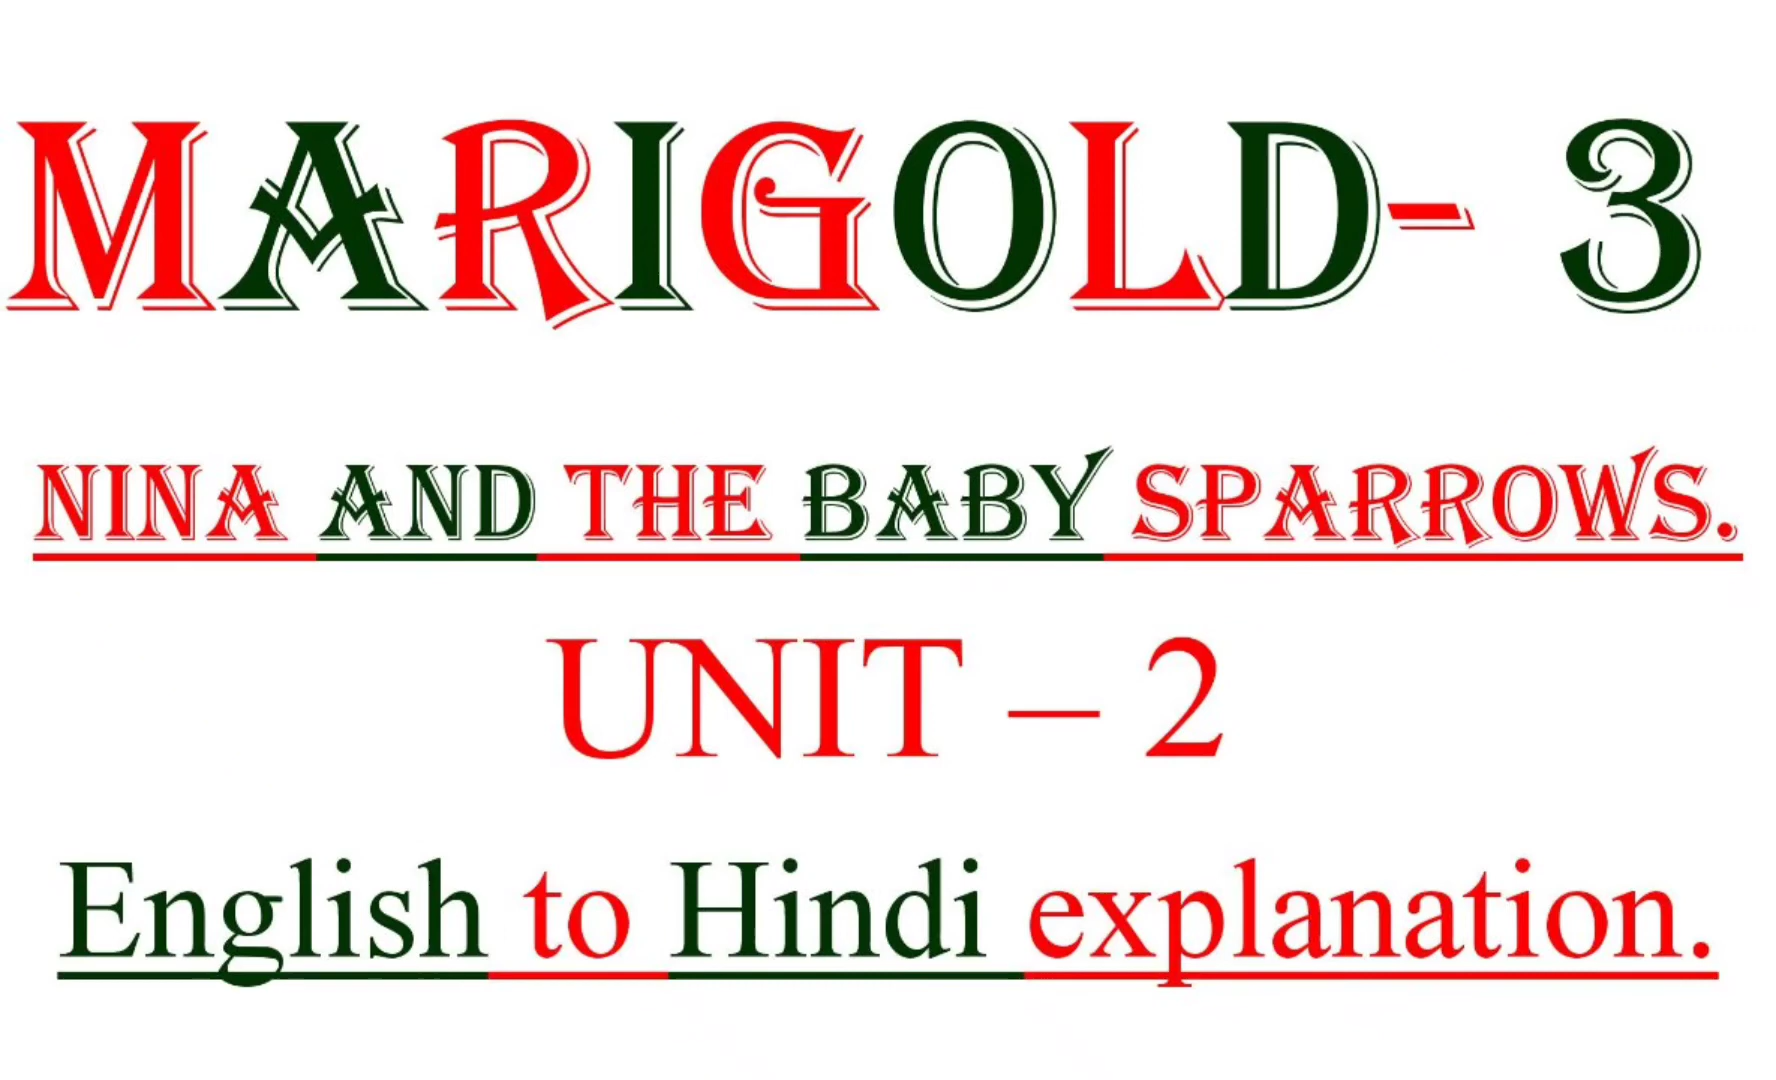 MARIGOLD- 3
NINA AND THE BABY SPARROWS.
UNIT – 2
English to Hindi explanation.